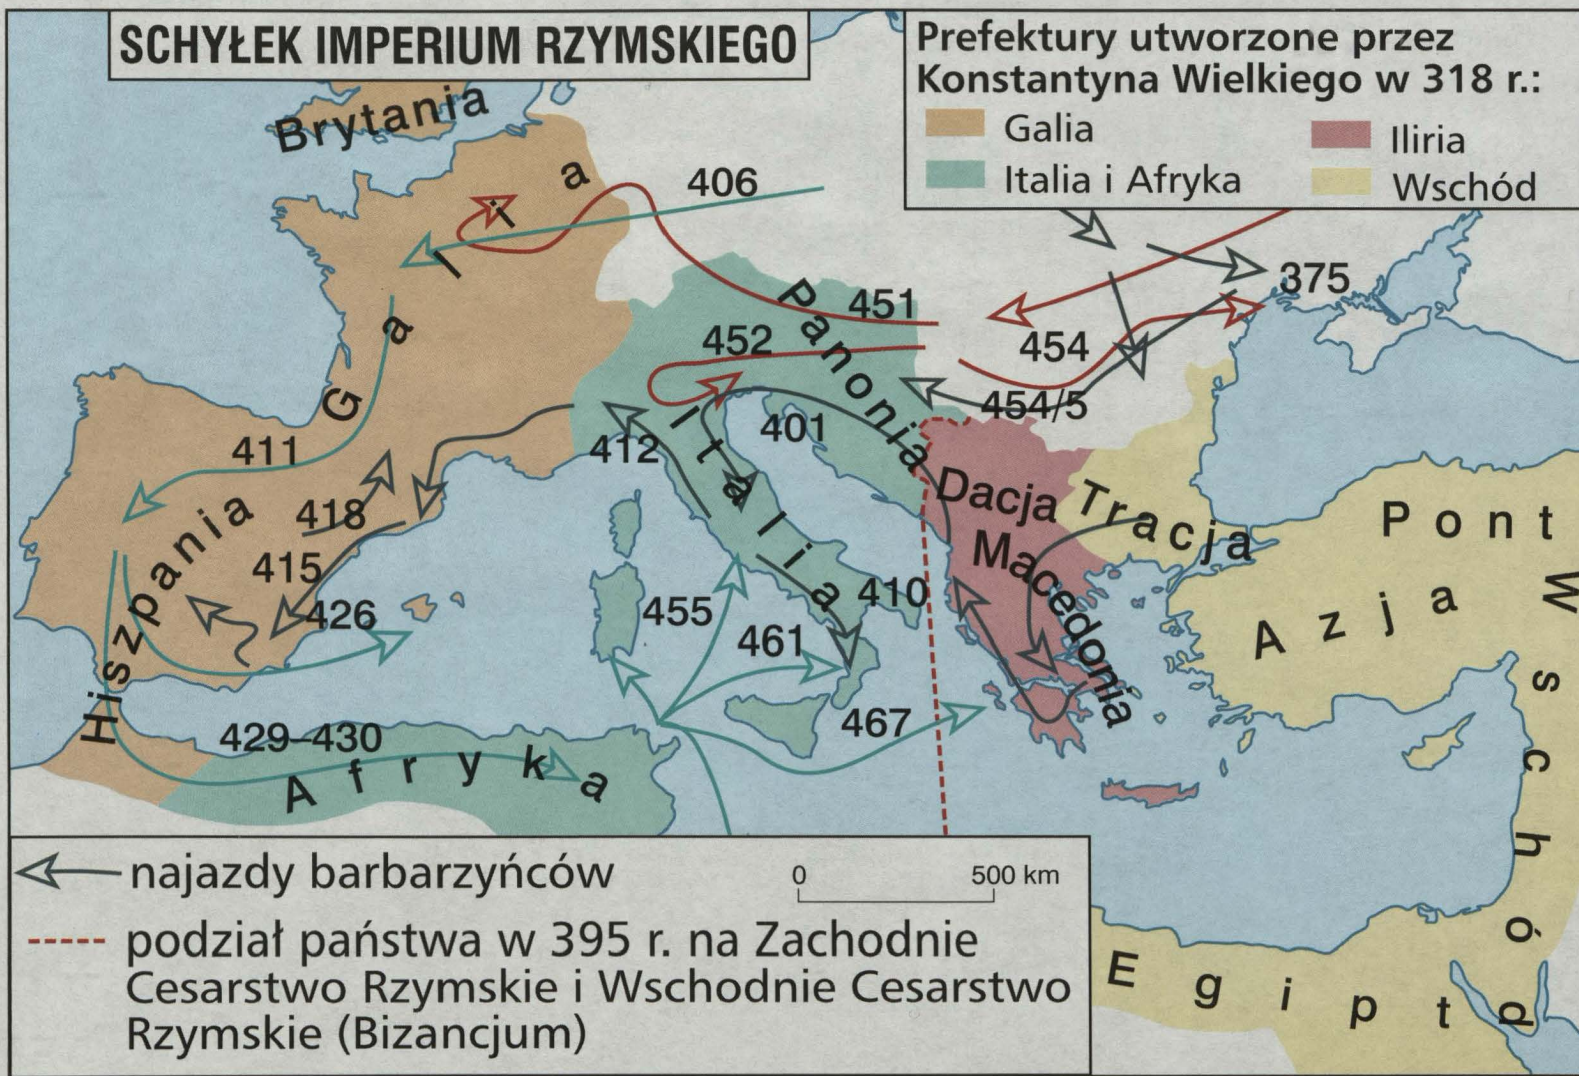 SCHYŁEK IMPERIUM RZYMSKIEGO
Prefektury utworzone przez
Konstantyna Wielkiego w 318 r.:
Galia
Iliria
Italia i Afryka
Wschód
Brytania
Galia
406
375
451
452
454
454/5
Panonia
401
411
412
Italia
Dacja
Tracja
Pont
418
Macedonia
415
Hiszpania
426
455
410
Azja
461
467
429–430
Afryka
Wschód
Egipt
najazdy barbarzyńców
0 500 km
podział państwa w 395 r. na Zachodnie
Cesarstwo Rzymskie i Wschodnie Cesarstwo
Rzymskie (Bizancjum)